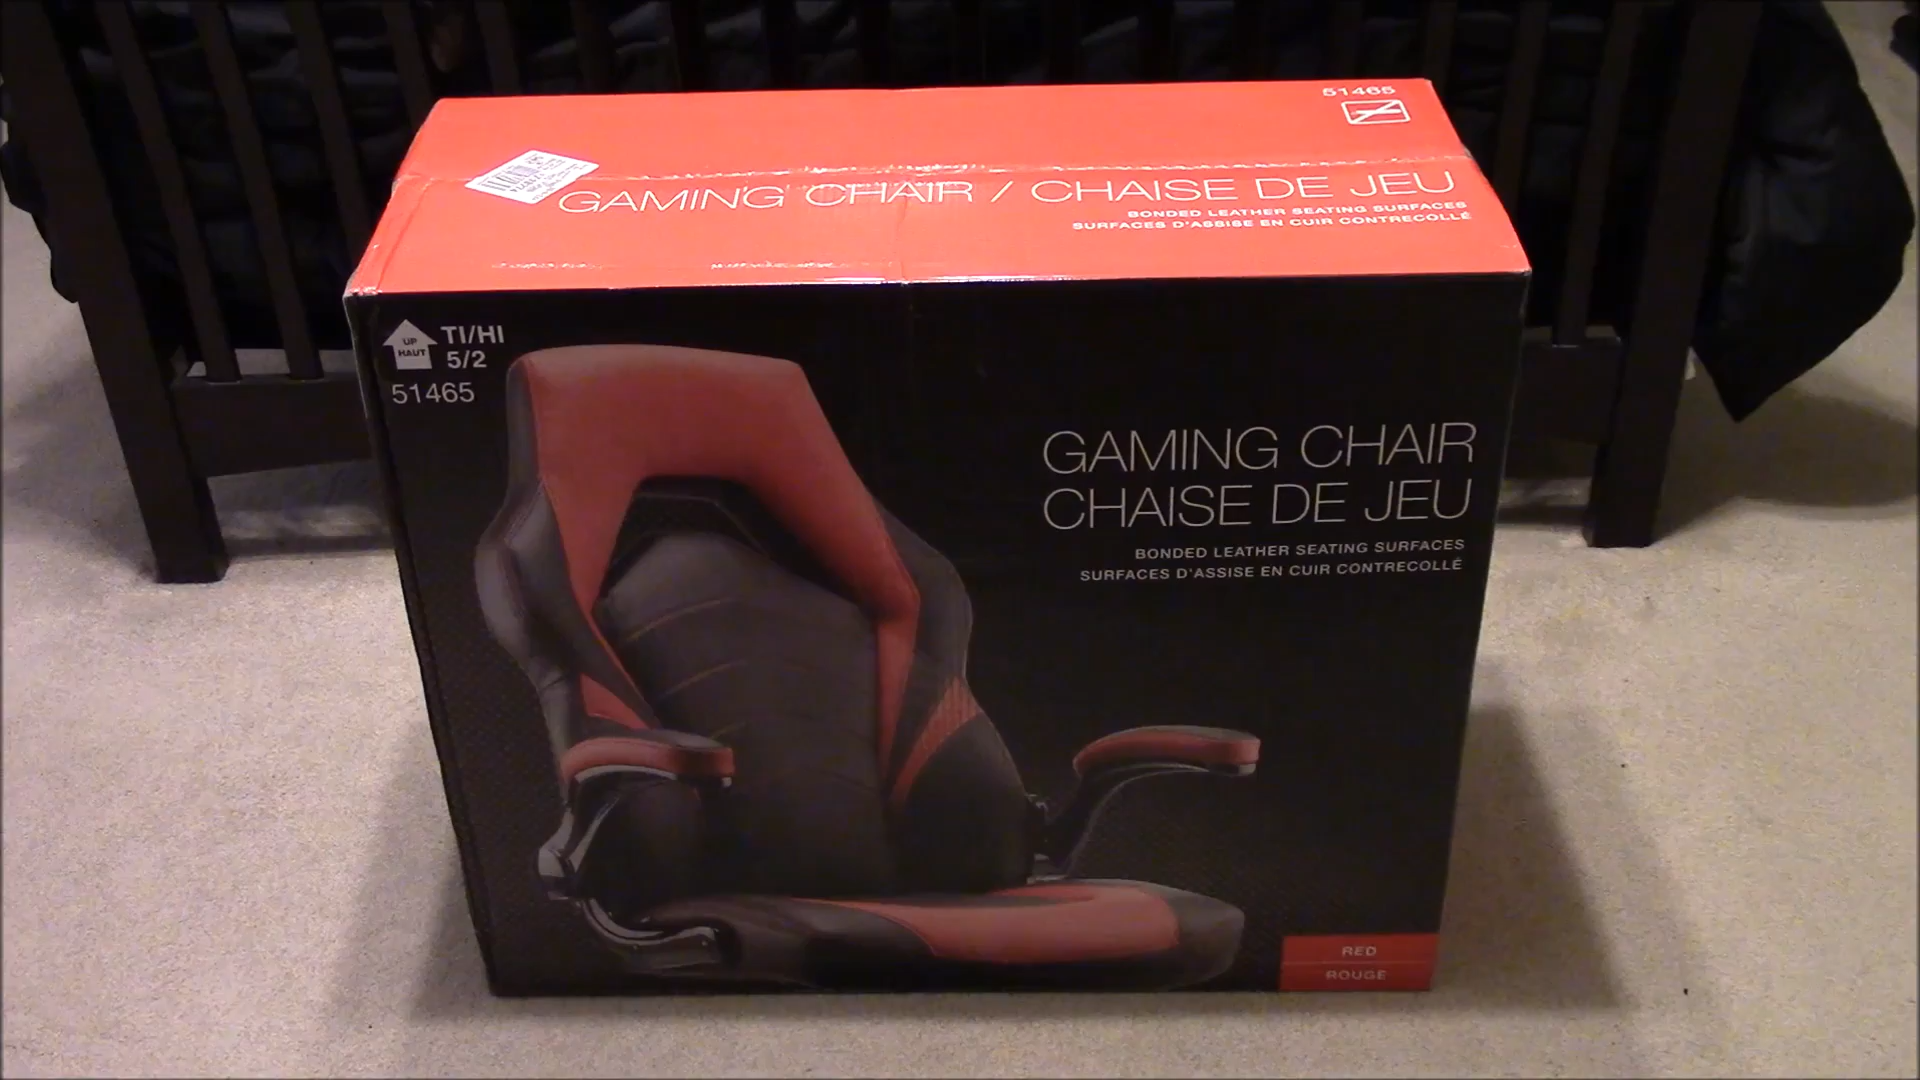 51465
GAMING CHAIR / CHAISE DE JEU
BONDED LEATHER SEATING SURFACES
SURFACES D'ASSISE EN CUIR CONTRECOLLÉ
UP
HAUT
TI/HI
5/2
51465
GAMING CHAIR
CHAISE DE JEU
BONDED LEATHER SEATING SURFACES
SURFACES D'ASSISE EN CUIR CONTRECOLLÉ
RED
ROUGE